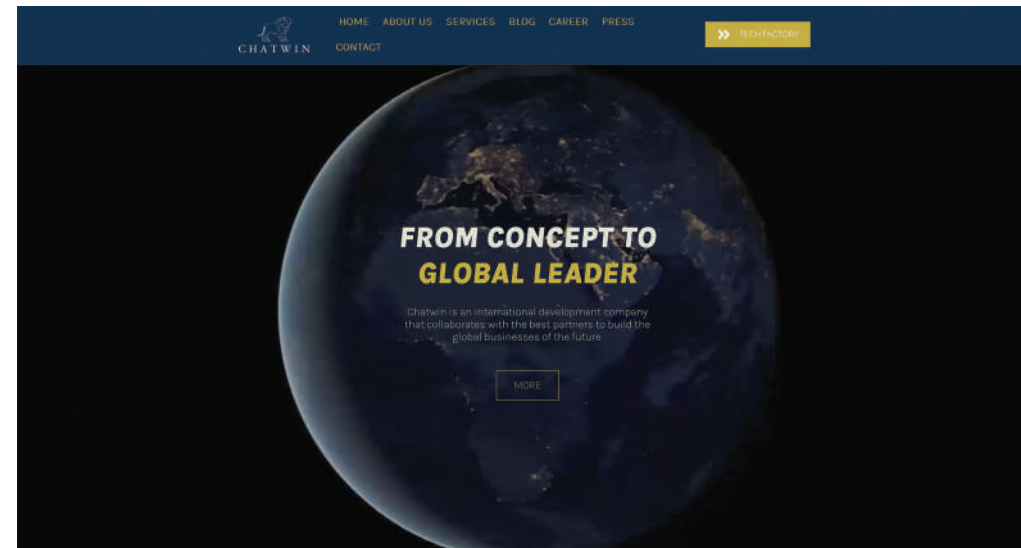 CHATWIN
HOME ABOUT US SERVICES BLOG CAREER PRESS
CONTACT
TECH FACTORY
FROM CONCEPT TO
GLOBAL LEADER
Chatwin is an international development company
that collaborates with the best partners to build the
global businesses of the future.
MORE